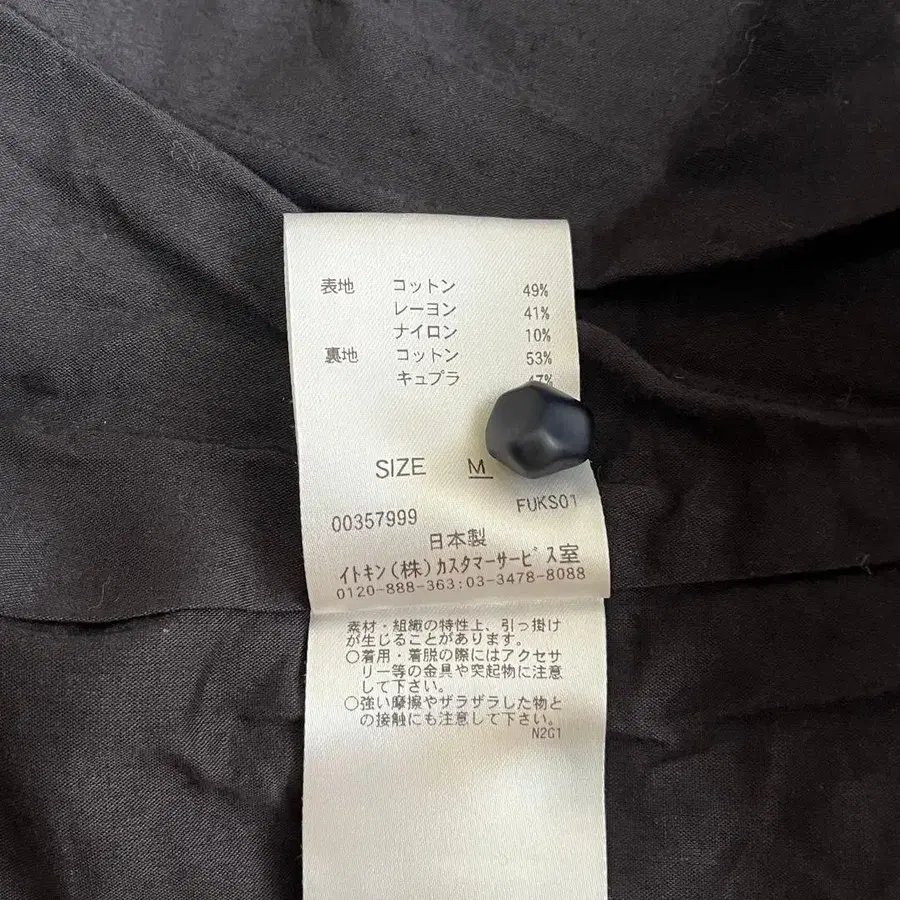 表地 コットン 49%
レーヨン 41%
ナイロン 10%
裏地 コットン 53%
キュプラ 47%
SIZE M
00357999 FUKS01
日本製
イトキン(株)カスタマーサービス室
0120-888-363:03-3478-8088
素材・組織の特性上、引っ掛け
が生じることがあります。
○着用・着脱の際にはアクセサ
リー等の金具や突起物に注意
して下さい。
○強い摩擦やザラザラした物と
の接触にも注意して下さい。
N2G1